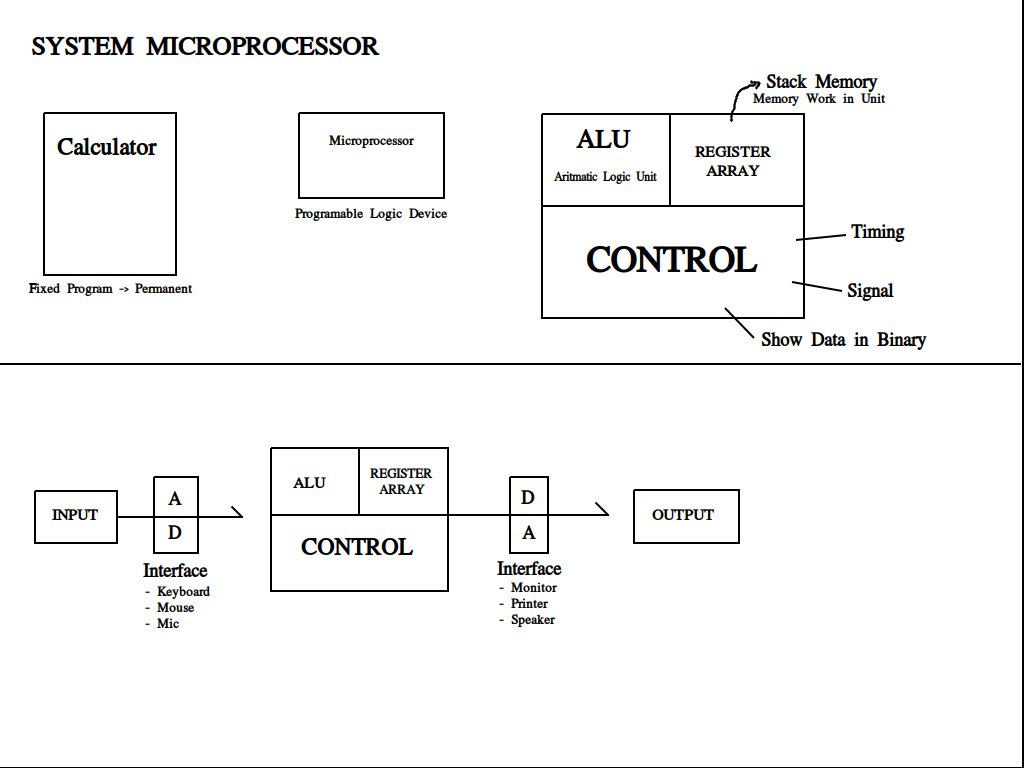 SYSTEM MICROPROCESSOR
Calculator
Fixed Program -> Permanent
Microprocessor
Programable Logic Device
Stack Memory
Memory Work in Unit
ALU
Aritmatic Logic Unit
REGISTER
ARRAY
CONTROL
Timing
Signal
Show Data in Binary
INPUT
A
D
Interface
- Keyboard
- Mouse
- Mic
ALU
REGISTER
ARRAY
CONTROL
D
A
Interface
- Monitor
- Printer
- Speaker
OUTPUT